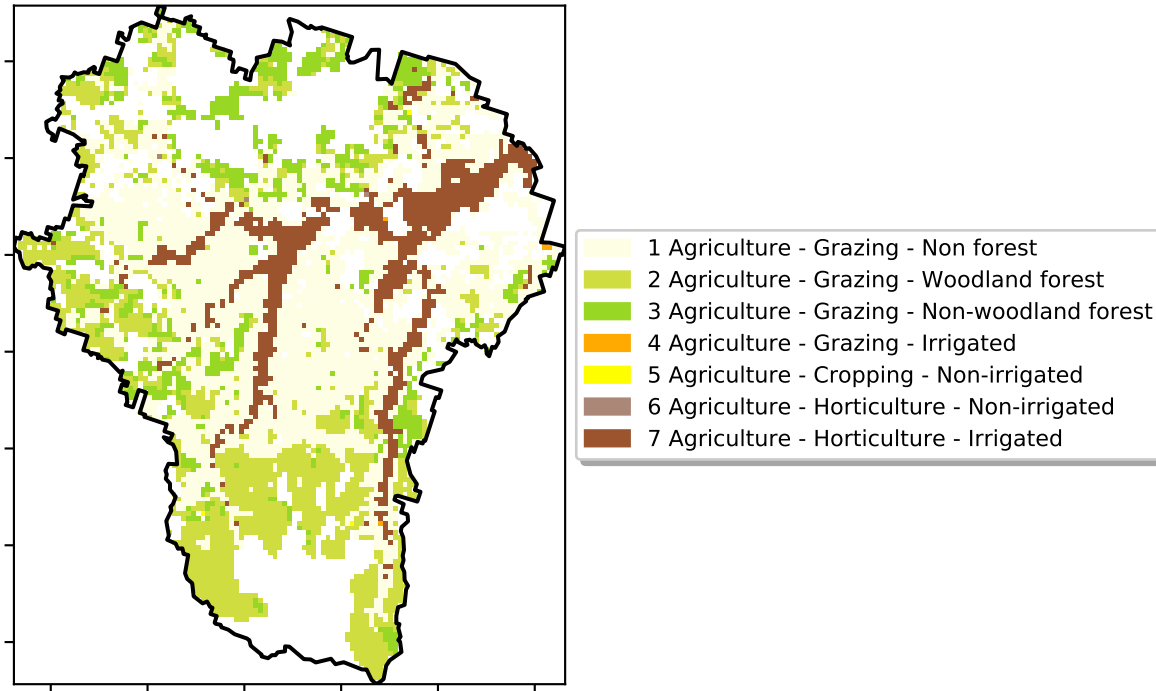 1 Agriculture - Grazing - Non forest
2 Agriculture - Grazing - Woodland forest
3 Agriculture - Grazing - Non-woodland forest
4 Agriculture - Grazing - Irrigated
5 Agriculture - Cropping - Non-irrigated
6 Agriculture - Horticulture - Non-irrigated
7 Agriculture - Horticulture - Irrigated